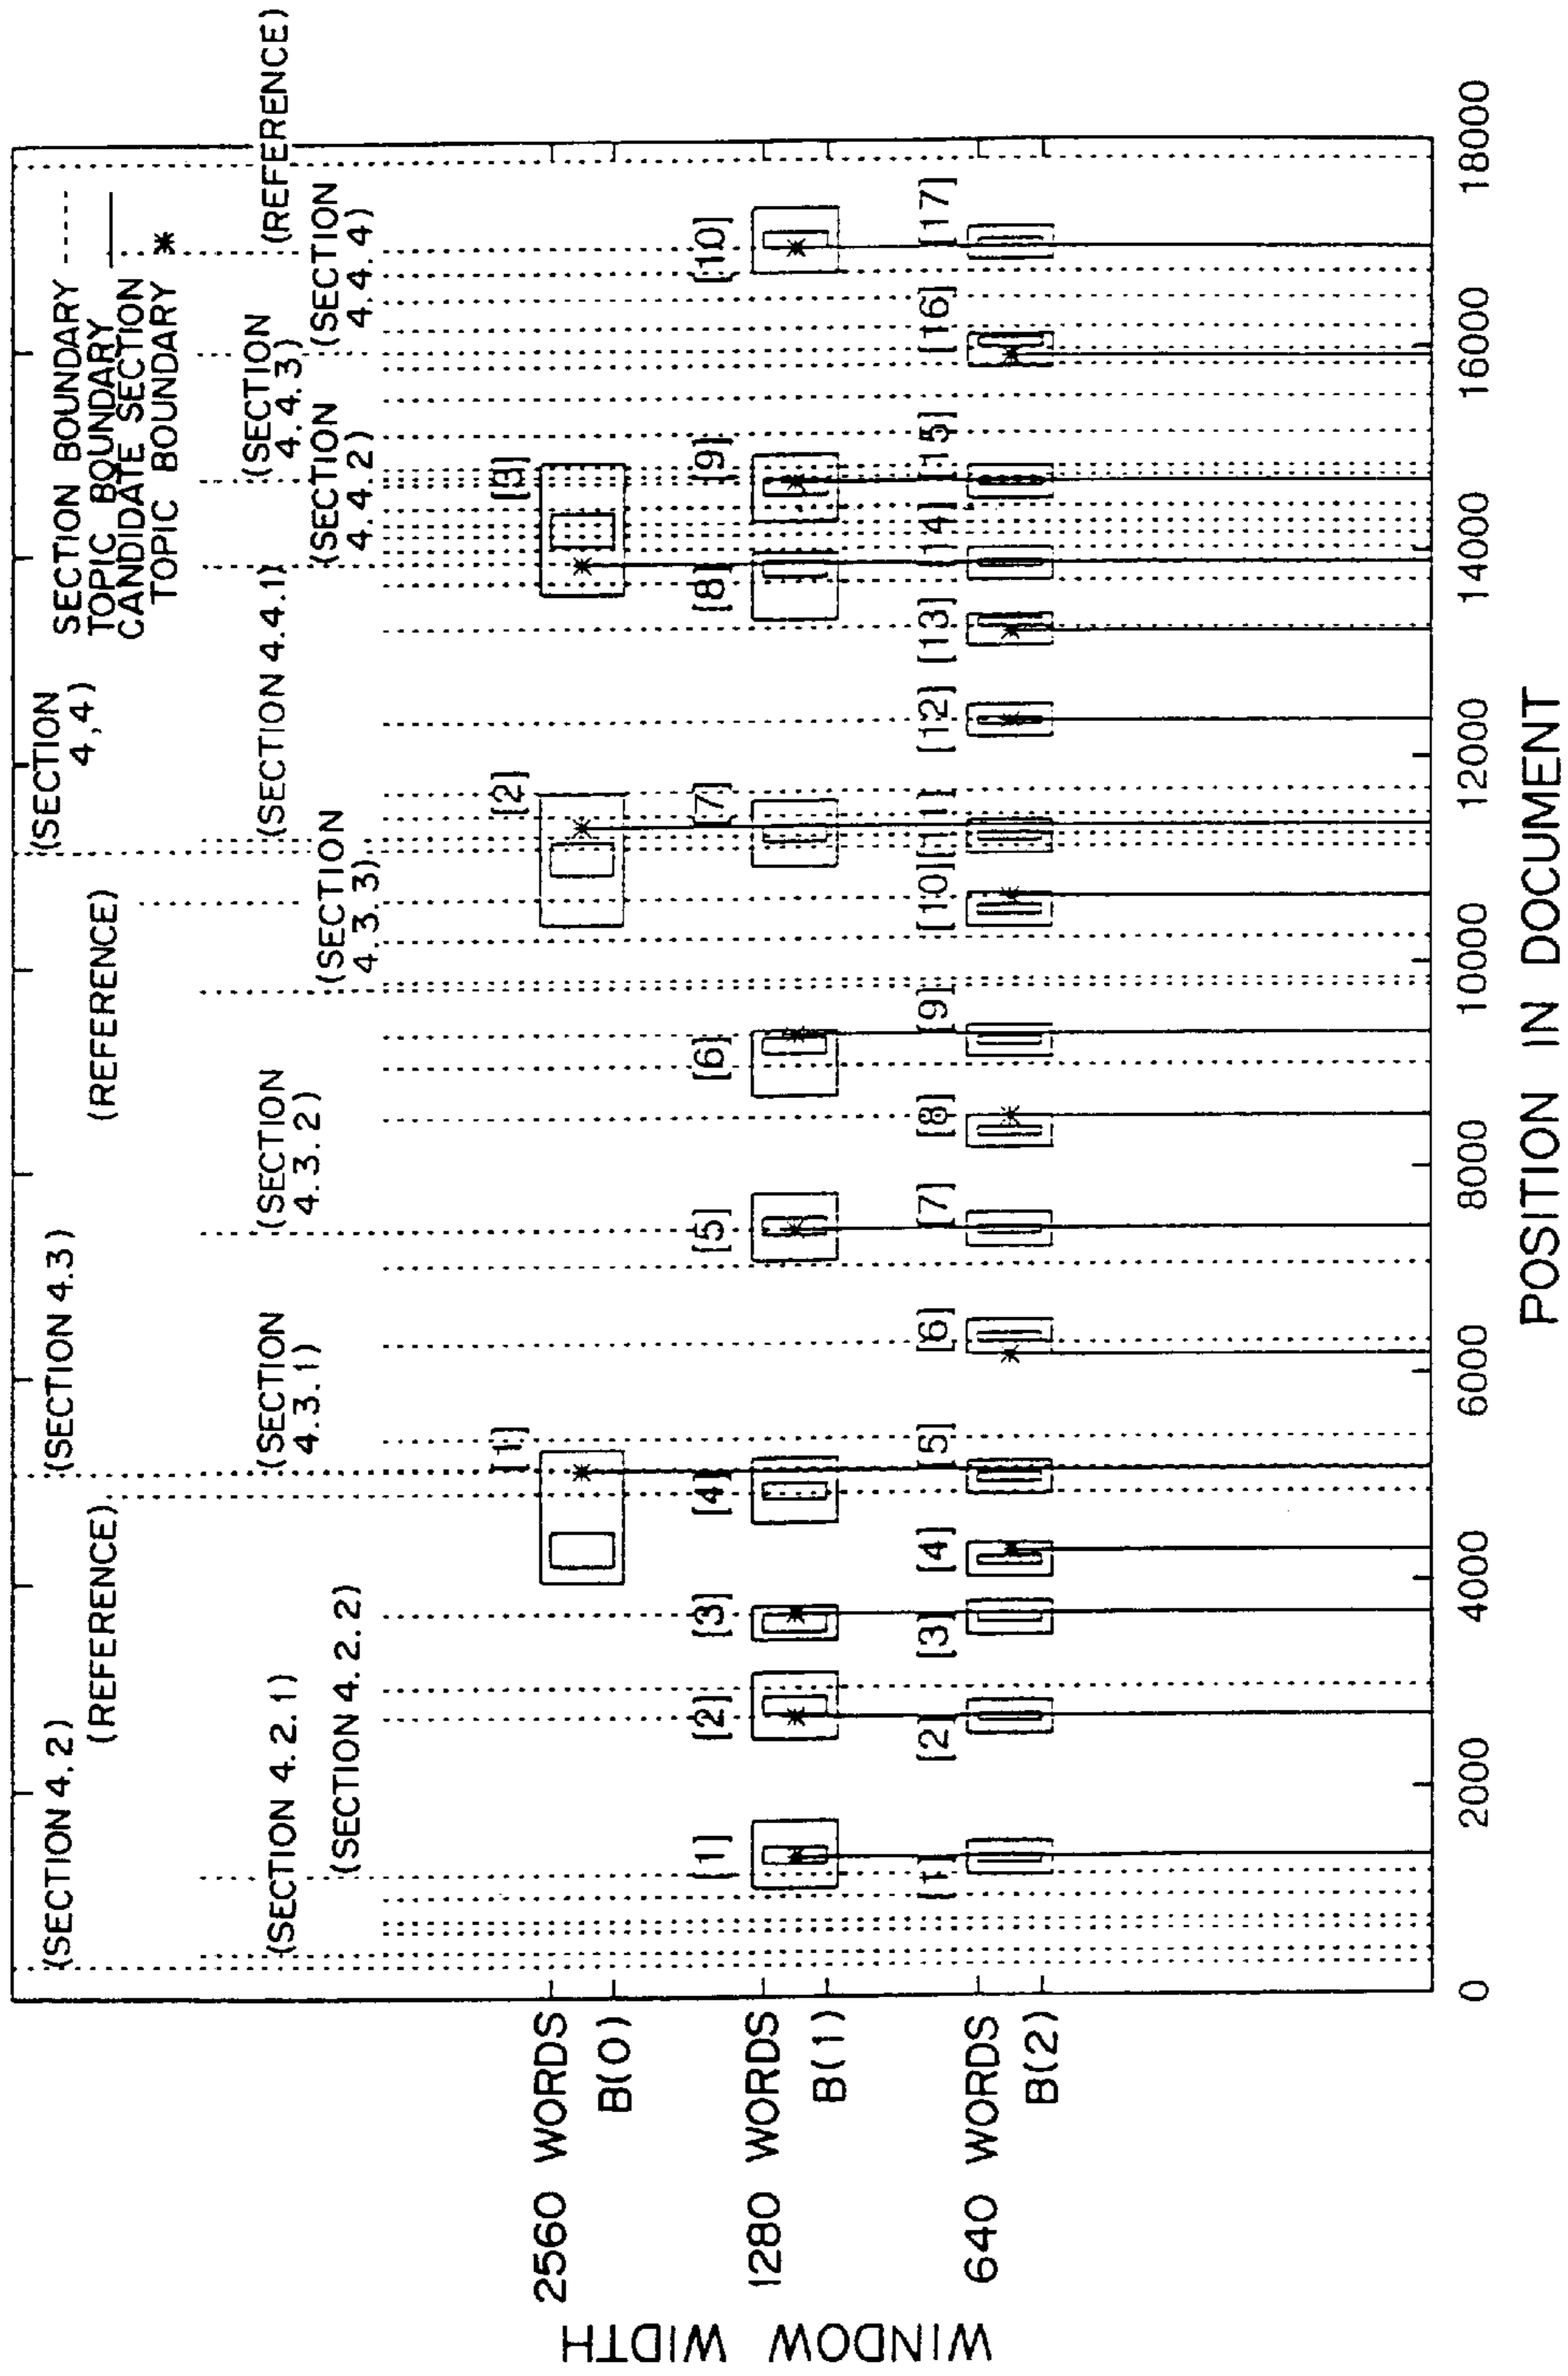 (SECTION 4.2)
(REFERENCE)
(SECTION 4.3)
(REFERENCE)
(SECTION
4,4)
SECTION BOUNDARY
TOPIC BOUNDARY
CANDIDATE SECTION
TOPIC BOUNDARY
(SECTION 4.2.1)
(SECTION 4.2.2)
(SECTION
4.3.1)
(SECTION
4.3.2)
(SECTION
4.3.3)
(SECTION 4.4.1)
(SECTION
4.4.2)
(SECTION
4.4.3)
(SECTION
4.4.4)
(REFERENCE)
WINDOW WIDTH
2560 WORDS
B(0)
[1] [2] [3]
1280 WORDS
B(1)
[1] [2] [3] [4] [5] [6] [7] [8] [9] [10]
640 WORDS
B(2)
[1] [2] [3] [4] [5] [6] [7] [8] [9] [10] [11] [12] [13] [14] [15] [16] [17]
0 2000 4000 6000 8000 10000 12000 14000 16000 18000
POSITION IN DOCUMENT